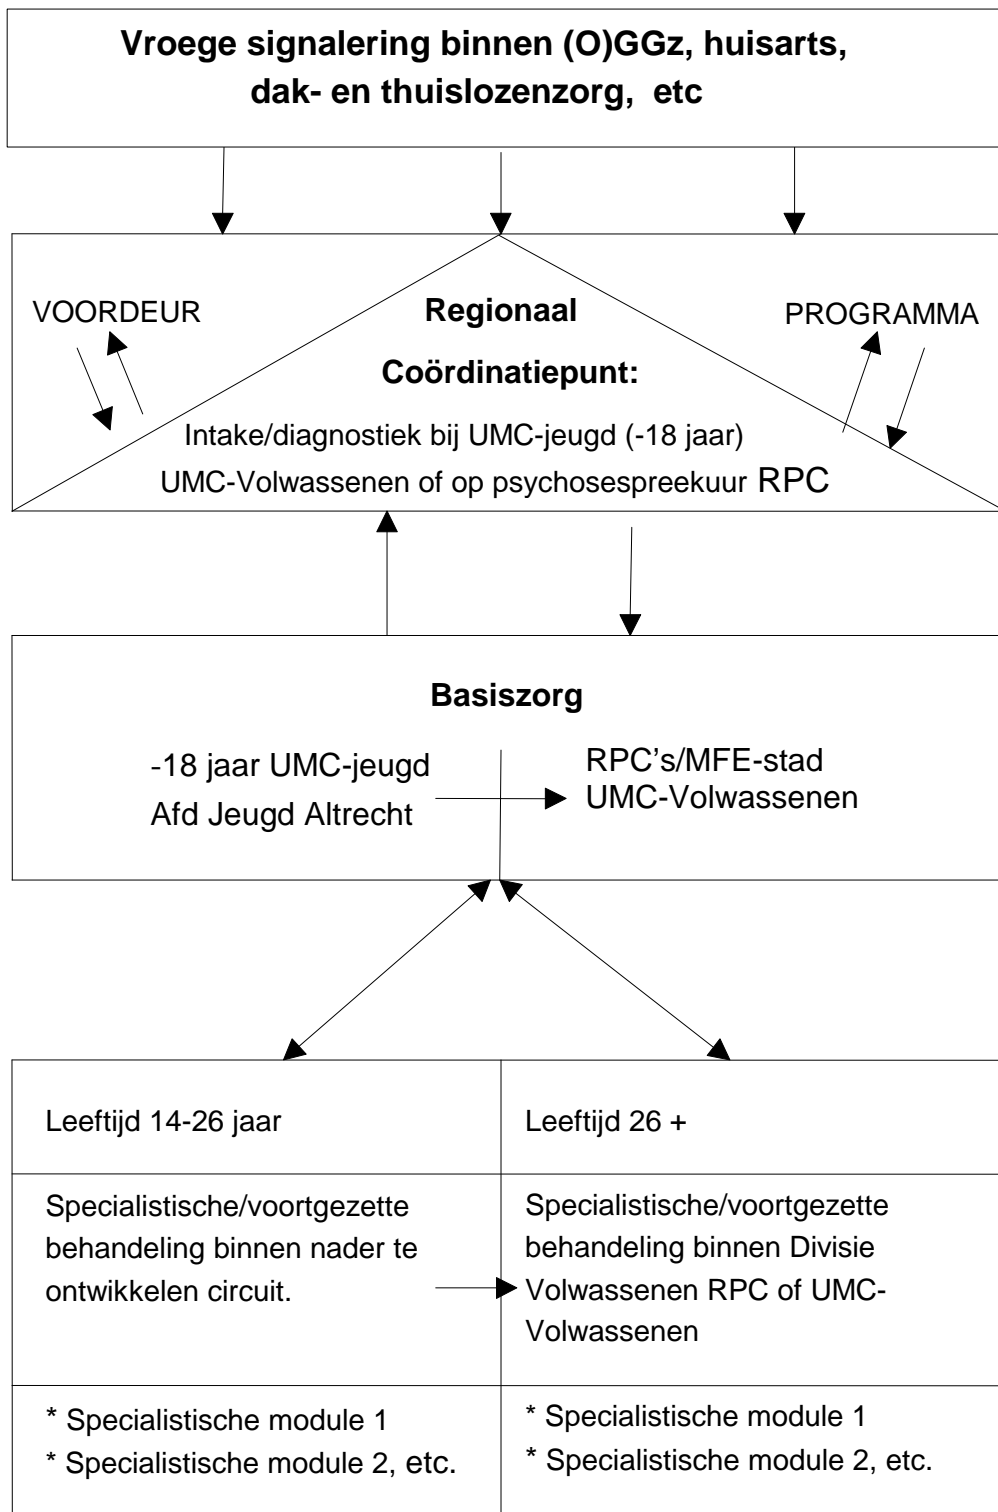 Vroege signalering binnen (O)GGz, huisarts,
dak- en thuislozenzorg, etc
VOORDEUR
Regionaal
PROGRAMMA
Coördinatiepunt:
Intake/diagnostiek bij UMC-jeugd (-18 jaar)
UMC-Volwassenen of op psychosespreekuur RPC
Basiszorg
-18 jaar UMC-jeugd
Afd Jeugd Altrecht
RPC's/MFE-stad
UMC-Volwassenen
Leeftijd 14-26 jaar
Leeftijd 26 +
Specialistische/voortgezette
behandeling binnen nader te
ontwikkelen circuit.
Specialistische/voortgezette
behandeling binnen Divisie
Volwassenen RPC of UMC-
Volwassenen
* Specialistische module 1
* Specialistische module 2, etc.
* Specialistische module 1
* Specialistische module 2, etc.